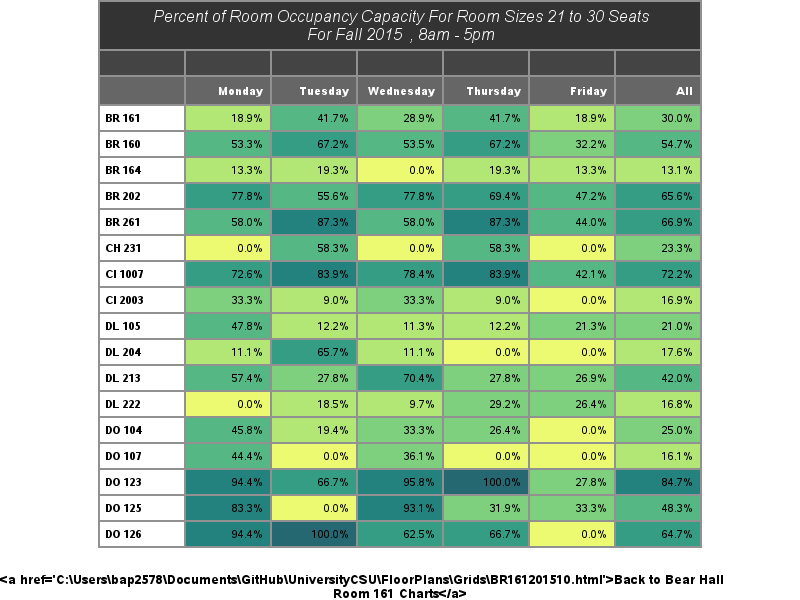 Percent of Room Occupancy Capacity For Room Sizes 21 to 30 Seats
For Fall 2015 , 8am - 5pm
Monday Tuesday Wednesday Thursday Friday All
BR 161 18.9% 41.7% 28.9% 41.7% 18.9% 30.0%
BR 160 53.3% 67.2% 53.5% 67.2% 32.2% 54.7%
BR 164 13.3% 19.3% 0.0% 19.3% 13.3% 13.1%
BR 202 77.8% 55.6% 77.8% 69.4% 47.2% 65.6%
BR 261 58.0% 87.3% 58.0% 87.3% 44.0% 66.9%
CH 231 0.0% 58.3% 0.0% 58.3% 0.0% 23.3%
CI 1007 72.6% 83.9% 78.4% 83.9% 42.1% 72.2%
CI 2003 33.3% 9.0% 33.3% 9.0% 0.0% 16.9%
DL 105 47.8% 12.2% 11.3% 12.2% 21.3% 21.0%
DL 204 11.1% 65.7% 11.1% 0.0% 0.0% 17.6%
DL 213 57.4% 27.8% 70.4% 27.8% 26.9% 42.0%
DL 222 0.0% 18.5% 9.7% 29.2% 26.4% 16.8%
DO 104 45.8% 19.4% 33.3% 26.4% 0.0% 25.0%
DO 107 44.4% 0.0% 36.1% 0.0% 0.0% 16.1%
DO 123 94.4% 66.7% 95.8% 100.0% 27.8% 84.7%
DO 125 83.3% 0.0% 93.1% 31.9% 33.3% 48.3%
DO 126 94.4% 100.0% 62.5% 66.7% 0.0% 64.7%
<a href='C:\Users\bap2578\Documents\GitHub\UniversityCSU\FloorPlans\Grids\BR161201510.html'>Back to Bear Hall
Room 161 Charts</a>